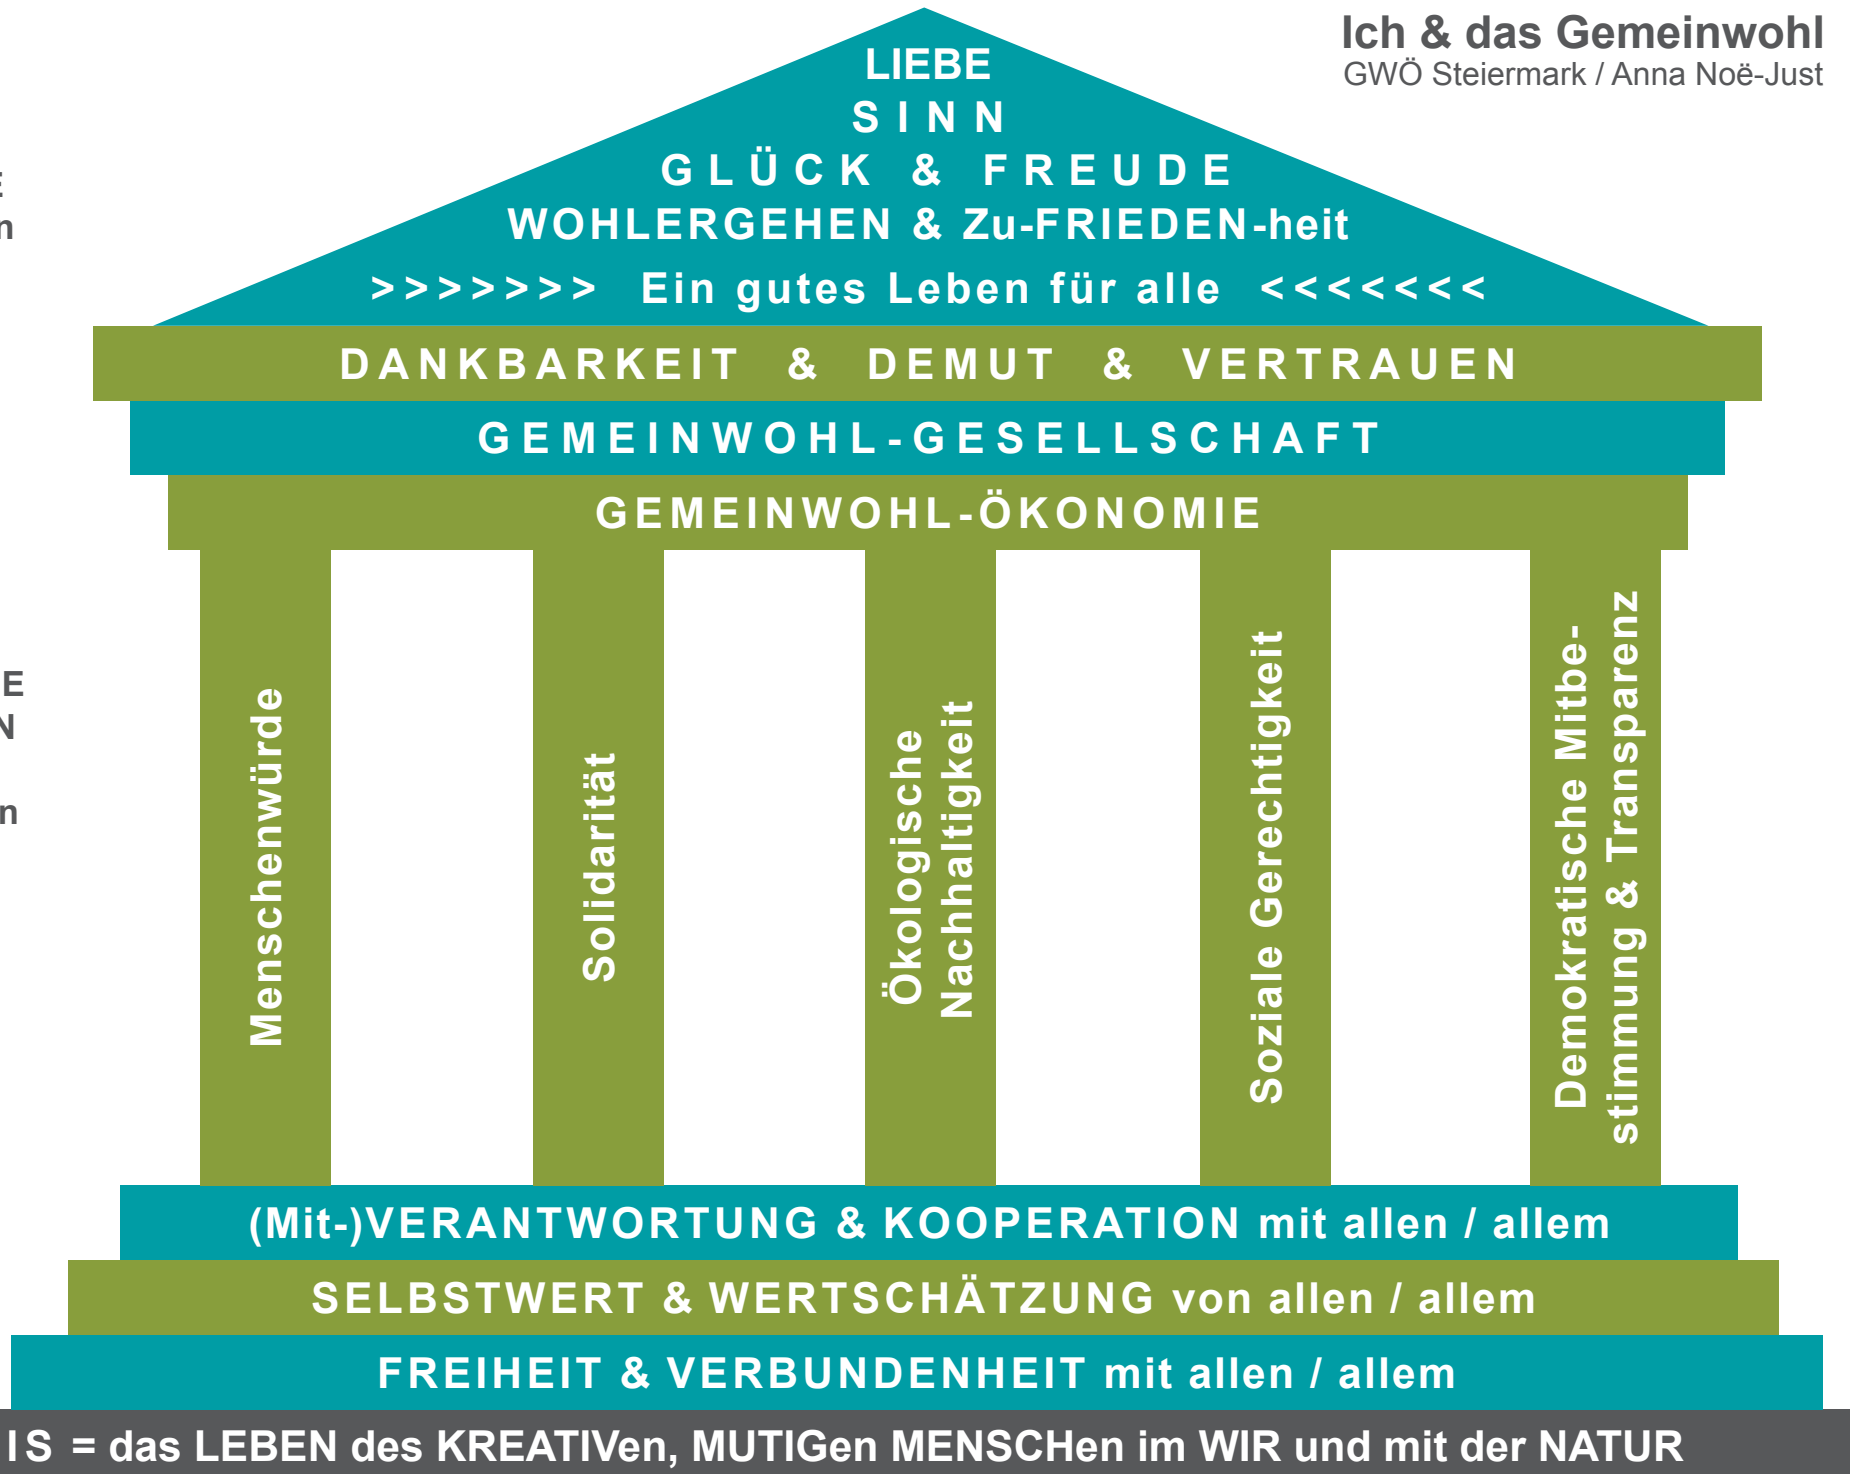 Ich & das Gemeinwohl
GWÖ Steiermark / Anna Noë-Just
LIEBE
SINN
GLÜCK & FREUDE
WOHLERGEHEN & Zu-FRIEDEN-heit
>>>>>>> Ein gutes Leben für alle <<<<<<<
DANKBARKEIT & DEMUT & VERTRAUEN
GEMEINWOHL-GESELLSCHAFT
GEMEINWOHL-ÖKONOMIE
Menschenwürde
Solidarität
Ökologische
Nachhaltigkeit
Soziale Gerechtigkeit
Demokratische Mitbe-
stimmung & Transparenz
(Mit-)VERANTWORTUNG & KOOPERATION mit allen / allem
SELBSTWERT & WERTSCHÄTZUNG von allen / allem
FREIHEIT & VERBUNDENHEIT mit allen / allem
IS = das LEBEN des KREATIVen, MUTIGen MENSCHen im WIR und mit der NATUR